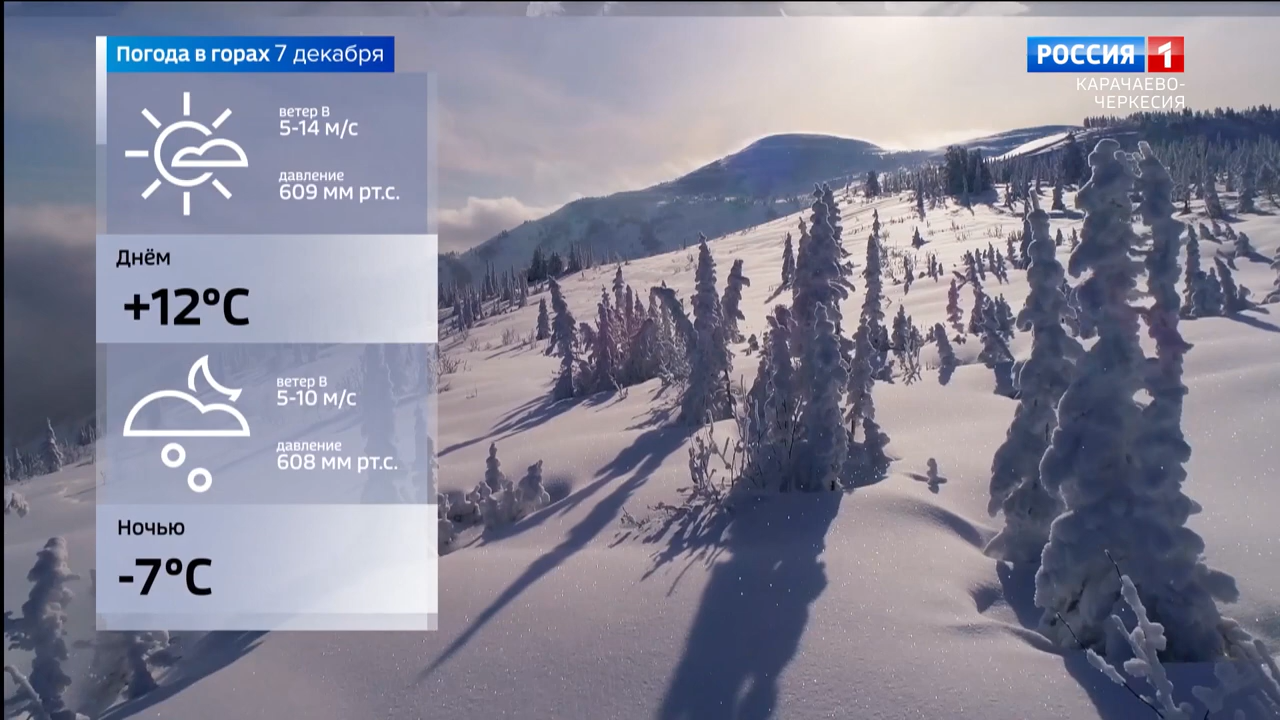 Погода в горах 7 декабря
ветер В
5-14 м/с
давление
609 мм рт.с.
Днём
+12°C
ветер В
5-10 м/с
давление
608 мм рт.с.
Ночью
-7°C
РОССИЯ 1
КАРАЧАЕВО-
ЧЕРКЕСИЯ